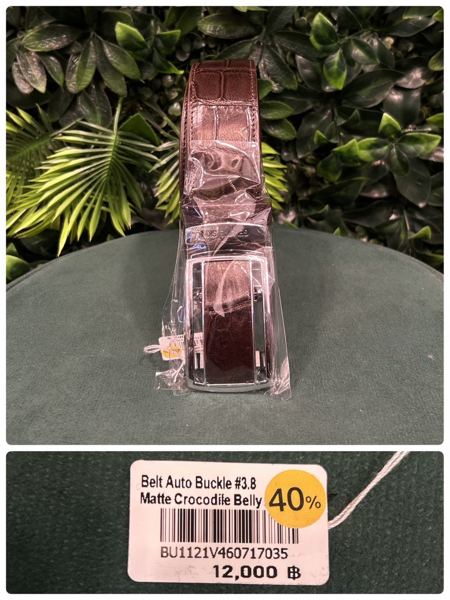 Belt Auto Buckle #3.8
Matte Crocodile Belly
40%
BU1121V460717035
12,000 ฿